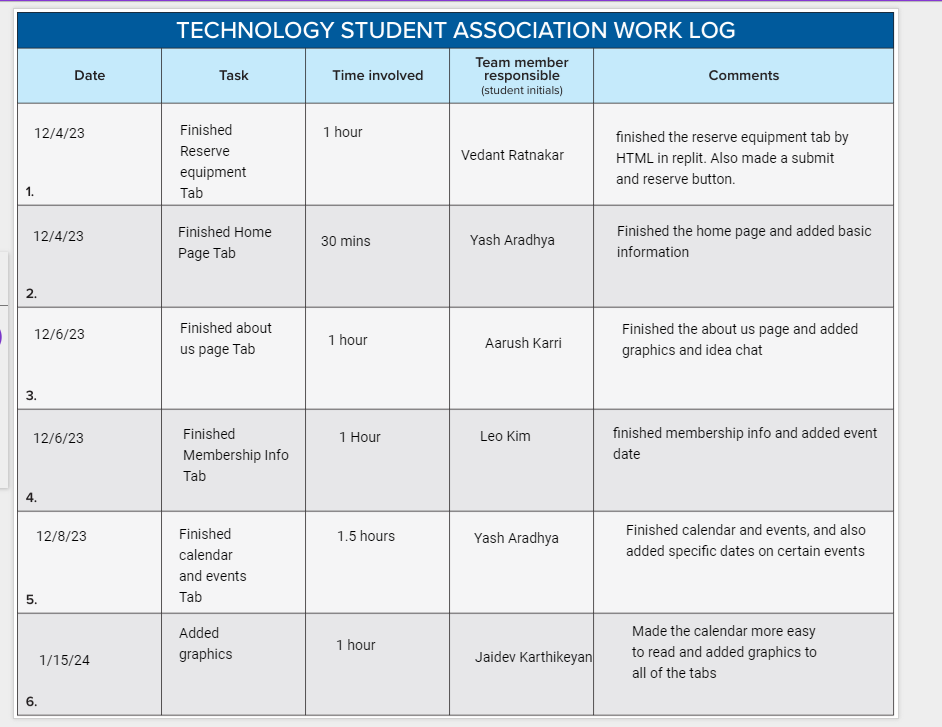 TECHNOLOGY STUDENT ASSOCIATION WORK LOG
Date
Task
Time involved
Team member
responsible
(student initials)
Comments
1.
12/4/23
Finished
Reserve
equipment
Tab
1 hour
Vedant Ratnakar
finished the reserve equipment tab by
HTML in replit. Also made a submit
and reserve button.
2.
12/4/23
Finished Home
Page Tab
30 mins
Yash Aradhya
Finished the home page and added basic
information
3.
12/6/23
Finished about
us page Tab
1 hour
Aarush Karri
Finished the about us page and added
graphics and idea chat
4.
12/6/23
Finished
Membership Info
Tab
1 Hour
Leo Kim
finished membership info and added event
date
5.
12/8/23
Finished
calendar
and events
Tab
1.5 hours
Yash Aradhya
Finished calendar and events, and also
added specific dates on certain events
6.
1/15/24
Added
graphics
1 hour
Jaidev Karthikeyan
Made the calendar more easy
to read and added graphics to
all of the tabs